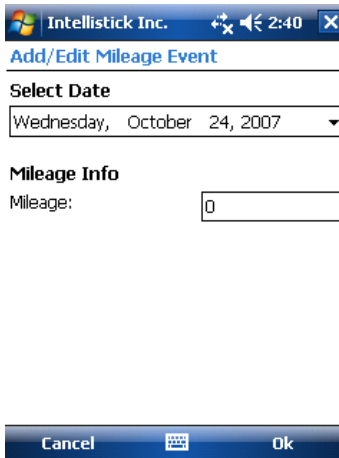 Intellistick Inc. 2:40
Add/Edit Mileage Event
Select Date
Wednesday, October 24, 2007
Mileage Info
Mileage: 0
Cancel Ok